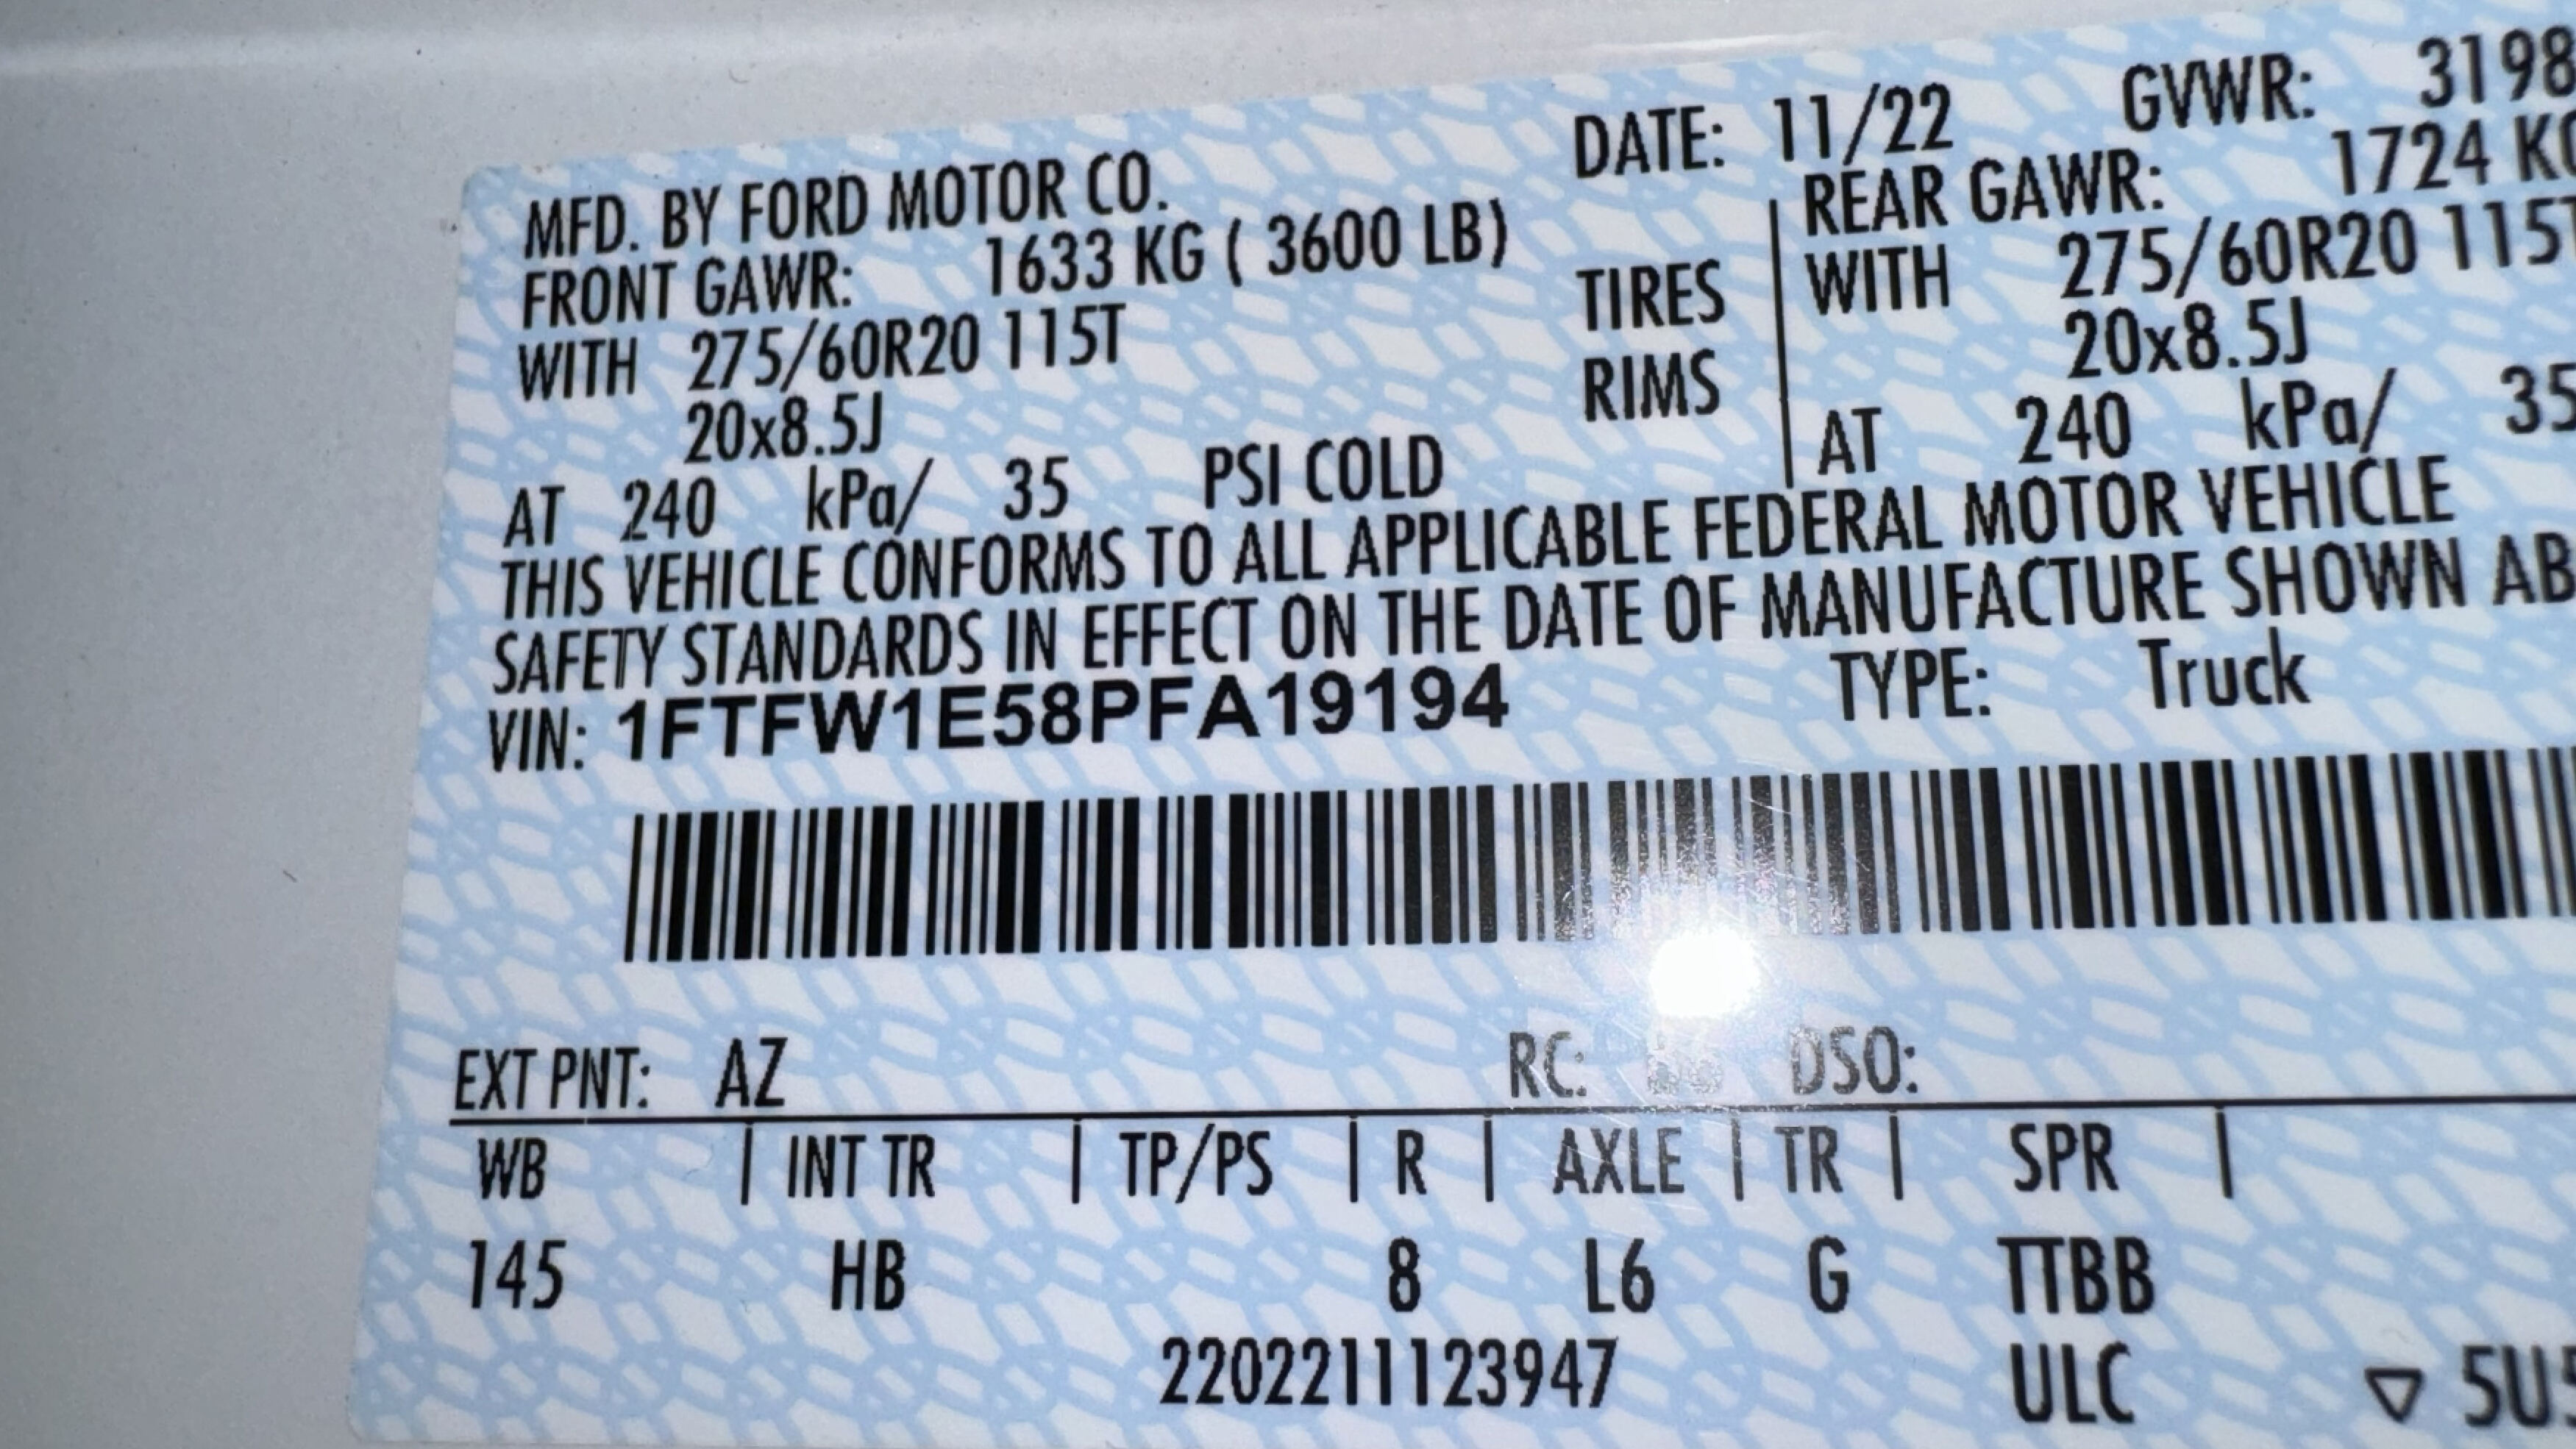 MFD. BY FORD MOTOR CO. DATE: 11/22 GVWR: 3198
FRONT GAWR: 1633 KG ( 3600 LB) REAR GAWR: 1724 KG
WITH 275/60R20 115T TIRES WITH 275/60R20 115T
20x8.5J RIMS 20x8.5J
AT 240 kPa/ 35 PSI COLD AT 240 kPa/ 35
THIS VEHICLE CONFORMS TO ALL APPLICABLE FEDERAL MOTOR VEHICLE
SAFETY STANDARDS IN EFFECT ON THE DATE OF MANUFACTURE SHOWN AB
VIN: 1FTFW1E58PFA19194 TYPE: Truck
EXT PNT: AZ RC: DSO:
WB | INT TR | TP/PS | R | AXLE | TR | SPR |
145 HB 8 L6 G TTBB
2202211123947 ULC ▽ 5U5